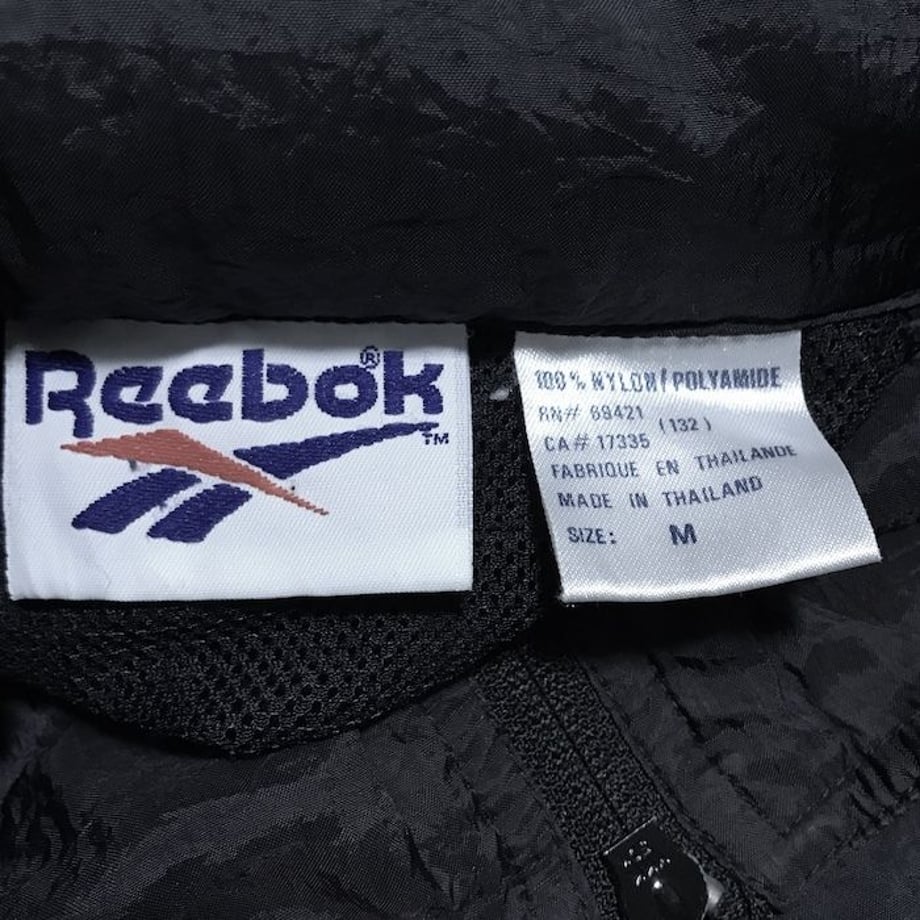 Reebok®
TM
100% NYLON/POLYAMIDE
RN# 69421 (132)
CA# 17335
FABRIQUE EN THAILANDE
MADE IN THAILAND
SIZE: M